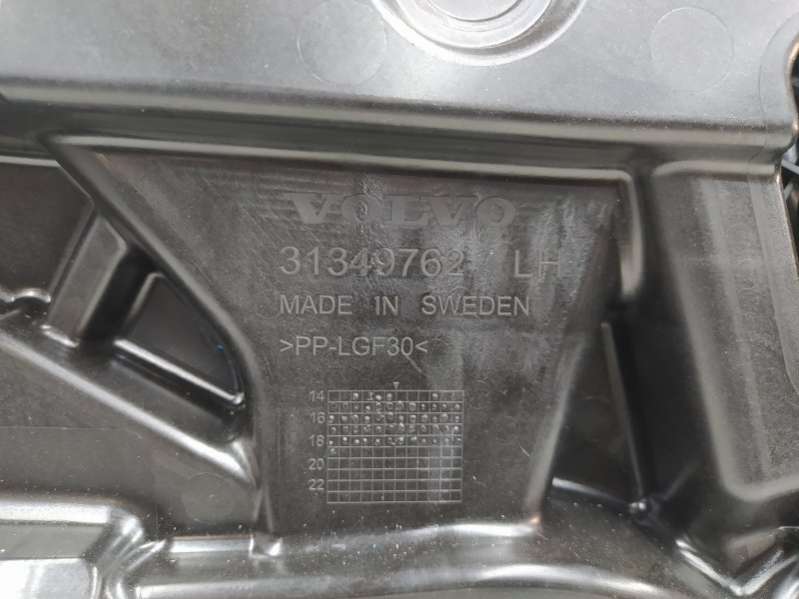 VOLVO
31349762 LH
MADE IN SWEDEN
>PP-LGF30<
14
16
18
20
22